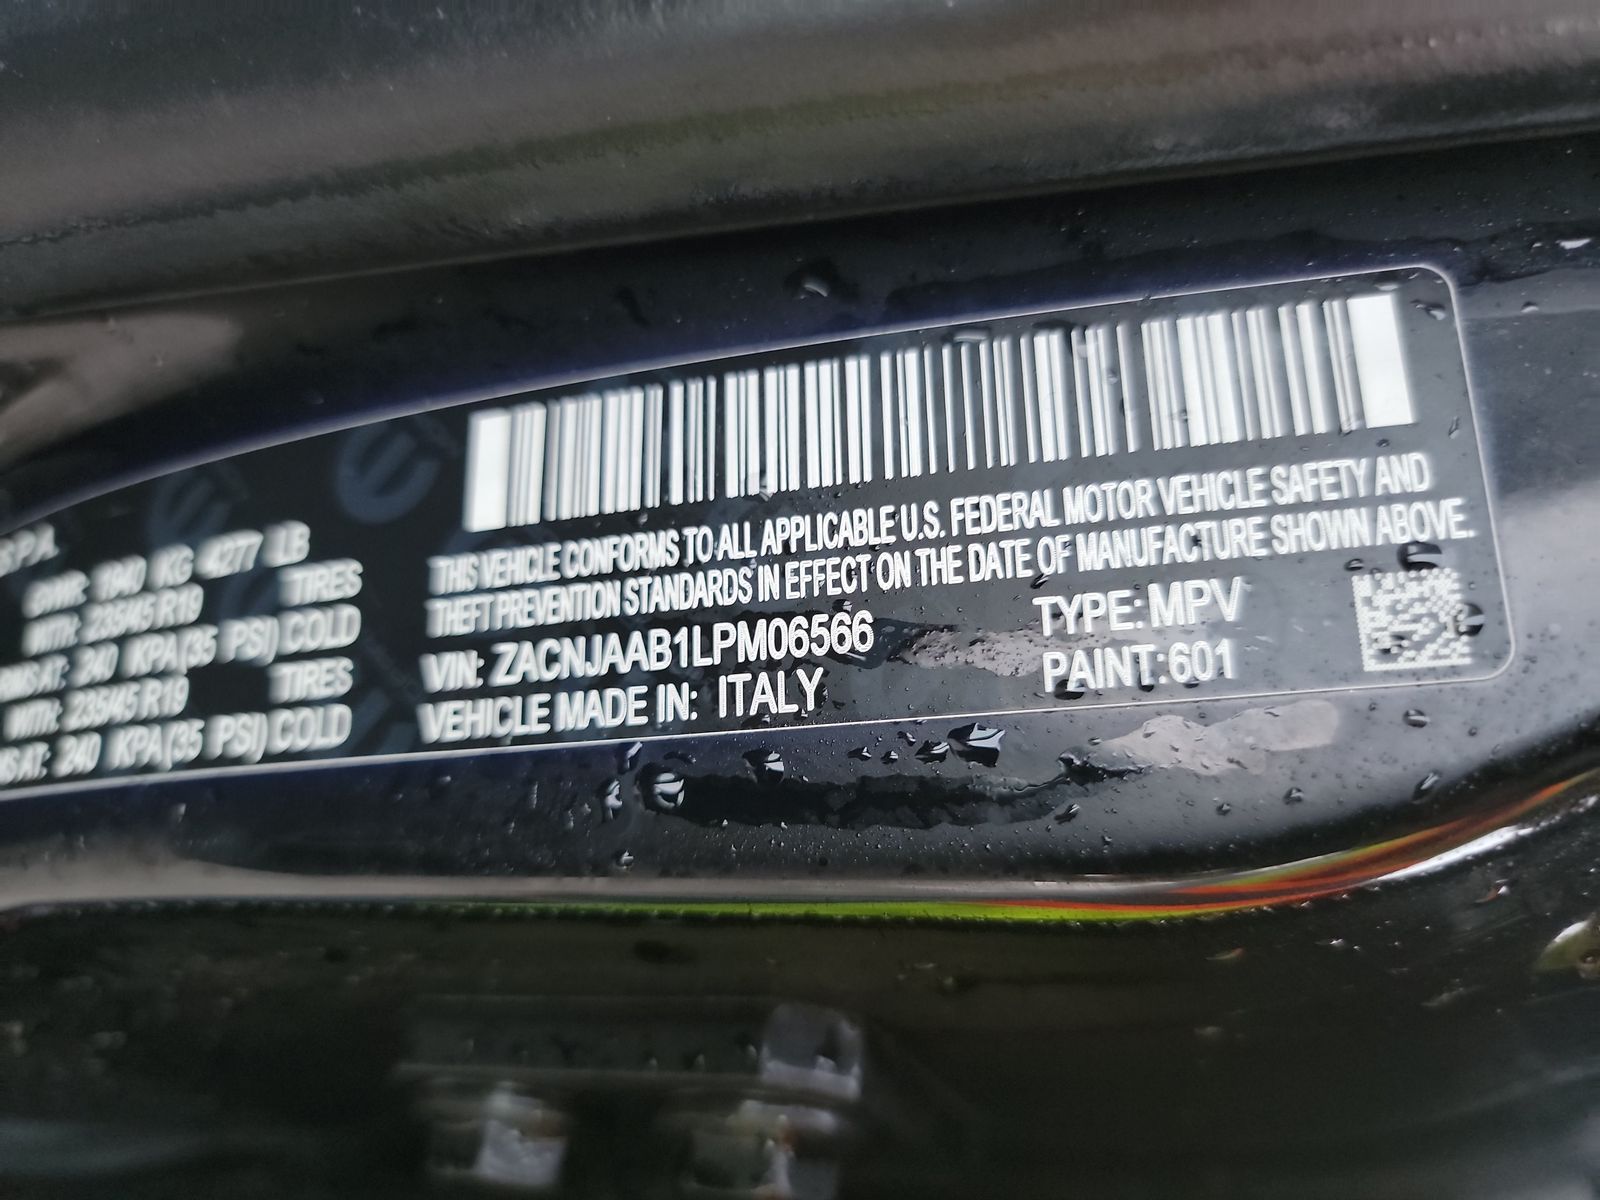 S.P.A.
GVWR: 1940 KG 4277 LB
WITH: 235/45 R19 TIRES
RIMS AT: 240 KPA(35 PSI) COLD
WITH: 235/45 R19 TIRES
RIMS AT: 240 KPA(35 PSI) COLD
THIS VEHICLE CONFORMS TO ALL APPLICABLE U.S. FEDERAL MOTOR VEHICLE SAFETY AND
THEFT PREVENTION STANDARDS IN EFFECT ON THE DATE OF MANUFACTURE SHOWN ABOVE.
VIN: ZACNJAAB1LPM06566 TYPE: MPV
VEHICLE MADE IN: ITALY PAINT: 601